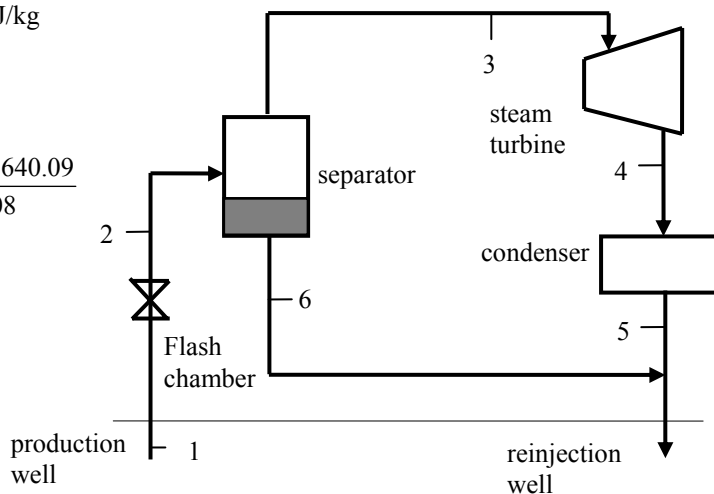 J/kg
640.09
08
3
steam
turbine
separator
4
2
condenser
6
5
Flash
chamber
production
well
1
reinjection
well